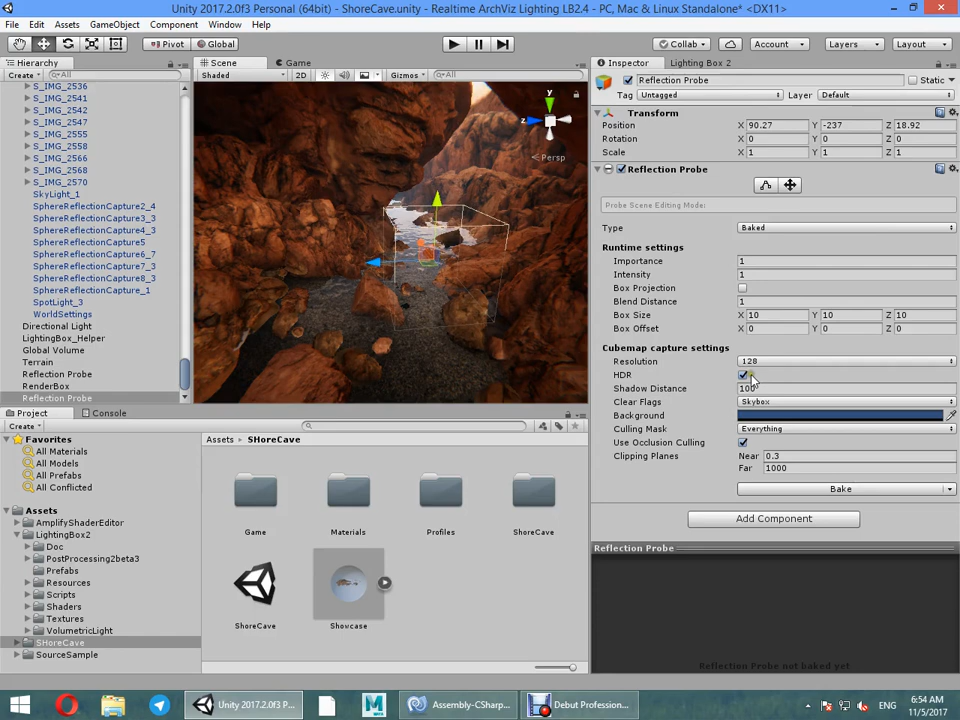 Unity 2017.2.0f3 Personal (64bit) - ShoreCave.unity - Realtime ArchViz Lighting LB2.4 - PC, Mac & Linux Standalone* <DX11>
File Edit Assets GameObject Component Window Help
Pivot Global Collab Account Layers Layout
Hierarchy
Create All
S_IMG_2536
S_IMG_2541
S_IMG_2542
S_IMG_2547
S_IMG_2555
S_IMG_2558
S_IMG_2566
S_IMG_2568
S_IMG_2570
SkyLight_1
SphereReflectionCapture2_4
SphereReflectionCapture3_3
SphereReflectionCapture4_3
SphereReflectionCapture5
SphereReflectionCapture6_7
SphereReflectionCapture7_3
SphereReflectionCapture8_3
SphereReflectionCapture_1
SpotLight_3
WorldSettings
Directional Light
LightingBox_Helper
Global Volume
Terrain
Reflection Probe
RenderBox
Reflection Probe
Scene Game
Shaded 2D Gizmos All
y
z
Persp
Inspector Lighting Box 2
Reflection Probe Static
Tag Untagged Layer Default
Transform
Position X 90.27 Y -237 Z 18.92
Rotation X 0 Y 0 Z 0
Scale X 1 Y 1 Z 1
Reflection Probe
Probe Scene Editing Mode:
Type Baked
Runtime settings
Importance 1
Intensity 1
Box Projection
Blend Distance 1
Box Size X 10 Y 10 Z 10
Box Offset X 0 Y 0 Z 0
Cubemap capture settings
Resolution 128
HDR
Shadow Distance 100
Clear Flags Skybox
Background
Culling Mask Everything
Use Occlusion Culling
Clipping Planes Near 0.3
Far 1000
Bake
Add Component
Reflection Probe
Reflection Probe not baked yet
Project Console
Create
Favorites
All Materials
All Models
All Prefabs
All Conflicted
Assets
AmplifyShaderEditor
LightingBox2
Doc
PostProcessing2beta3
Prefabs
Resources
Scripts
Shaders
Textures
VolumetricLight
SHoreCave
SourceSample
Assets SHoreCave
Game Materials Profiles ShoreCave
ShoreCave Showcase
Unity 2017.2.0f3 P... Assembly-CSharp... Debut Profession... ENG 6:54 AM
11/5/2017